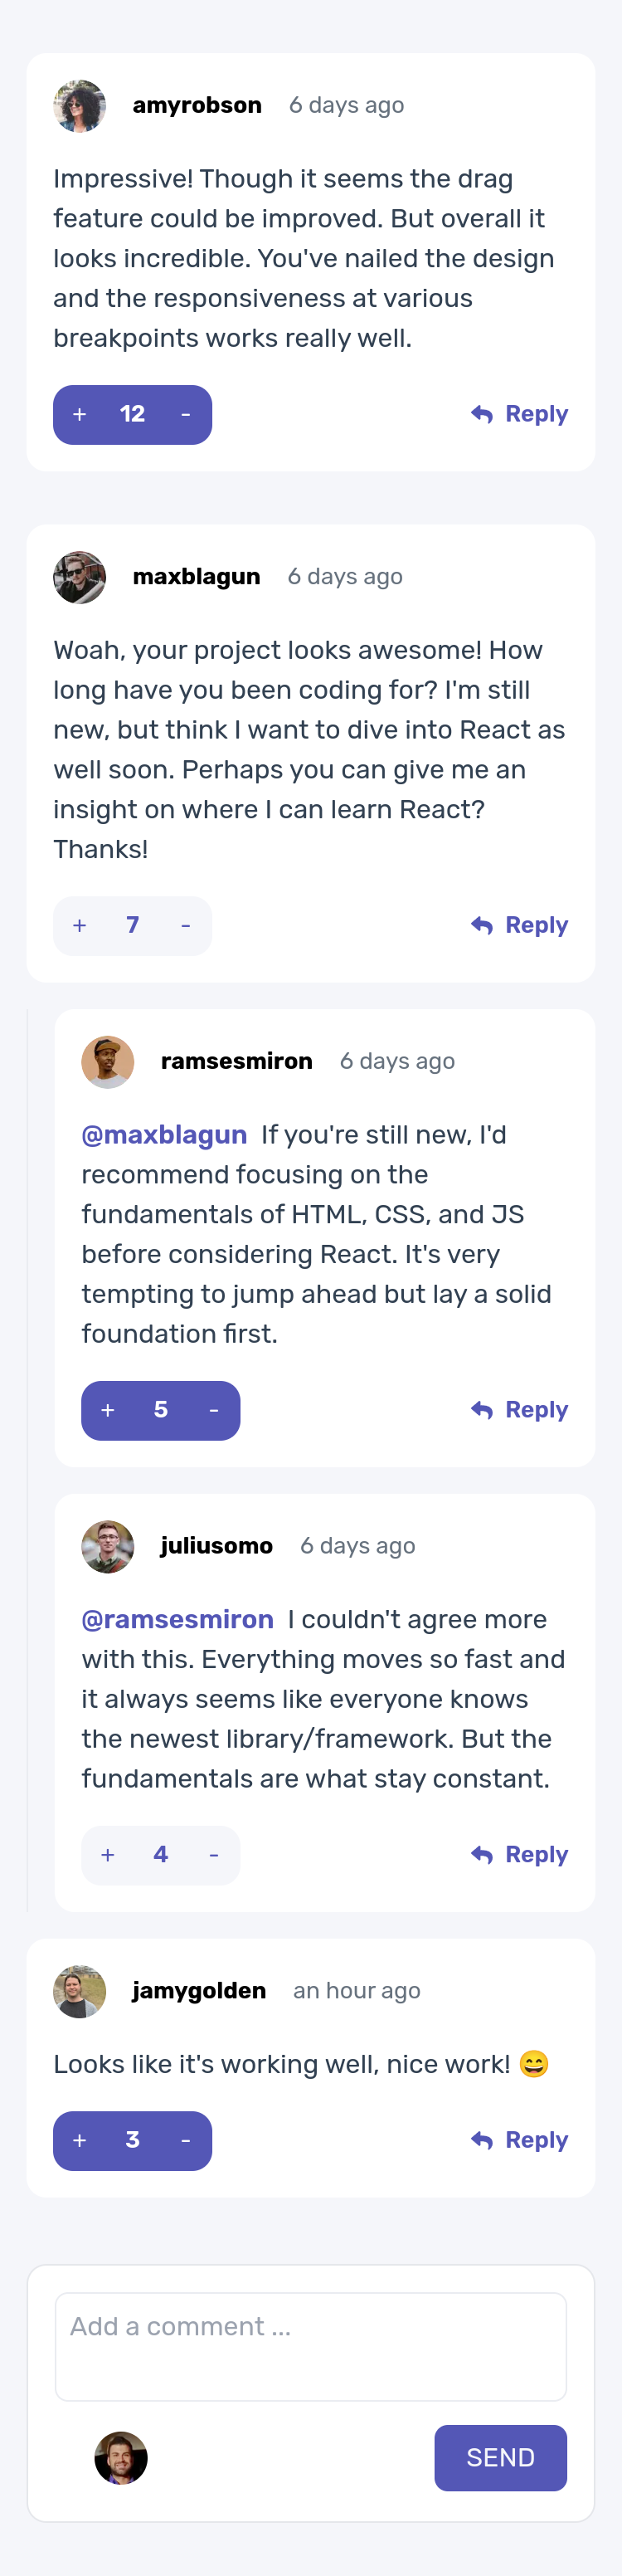 amyrobson 6 days ago
Impressive! Though it seems the drag
feature could be improved. But overall it
looks incredible. You've nailed the design
and the responsiveness at various
breakpoints works really well.
+ 12 - Reply
maxblagun 6 days ago
Woah, your project looks awesome! How
long have you been coding for? I'm still
new, but think I want to dive into React as
well soon. Perhaps you can give me an
insight on where I can learn React?
Thanks!
+ 7 - Reply
ramsesmiron 6 days ago
@maxblagun If you're still new, I'd
recommend focusing on the
fundamentals of HTML, CSS, and JS
before considering React. It's very
tempting to jump ahead but lay a solid
foundation first.
+ 5 - Reply
juliusomo 6 days ago
@ramsesmiron I couldn't agree more
with this. Everything moves so fast and
it always seems like everyone knows
the newest library/framework. But the
fundamentals are what stay constant.
+ 4 - Reply
jamygolden an hour ago
Looks like it's working well, nice work! 😄
+ 3 - Reply
Add a comment ...
SEND